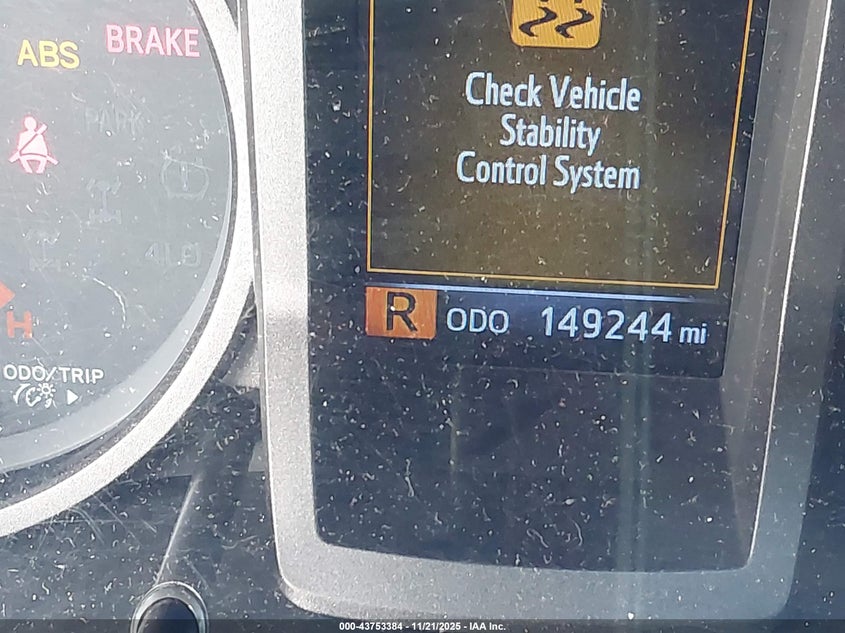 ABS
BRAKE
PARK
Check Vehicle
Stability
Control System
H
R ODO 149244 mi
ODO/TRIP
000-43753384 - 11/21/2025 - IAA Inc.